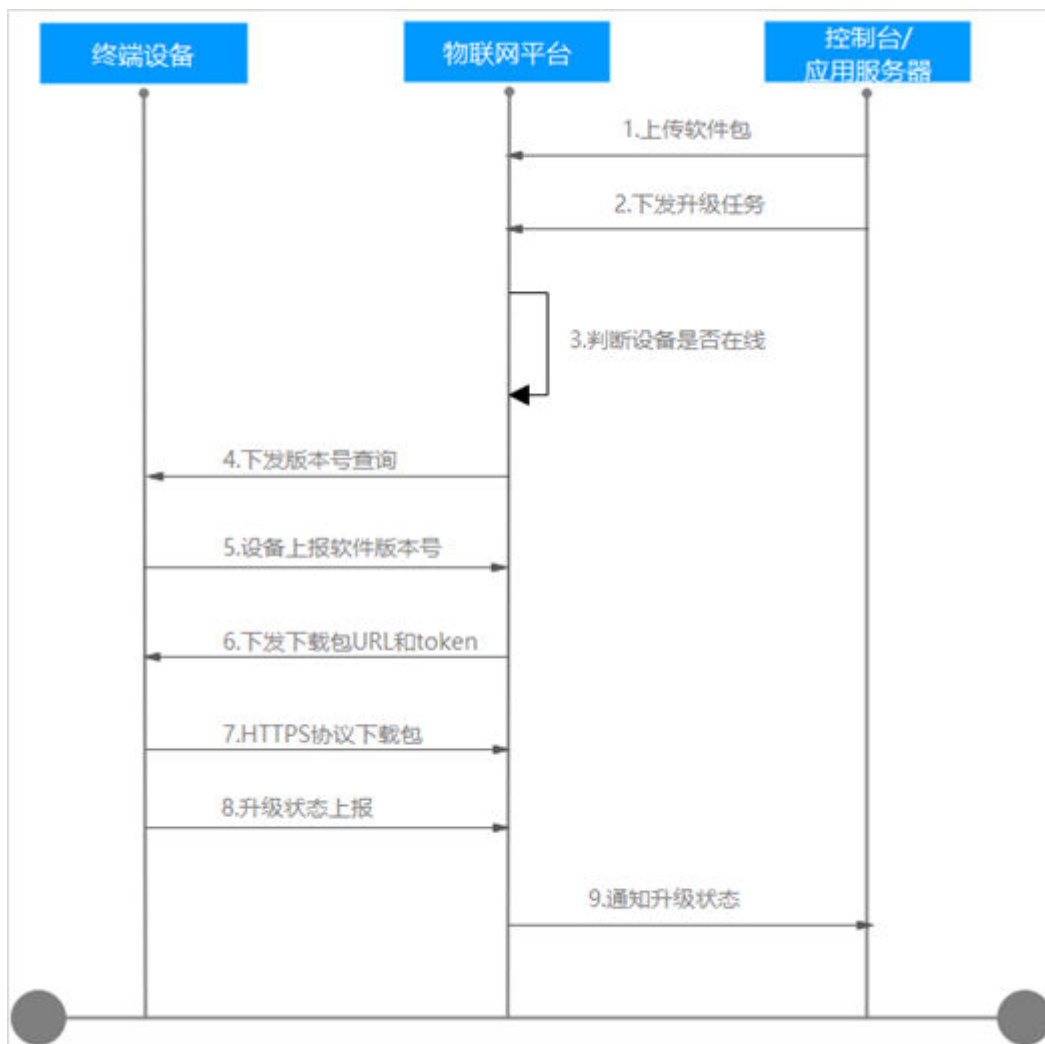 终端设备
物联网平台
控制台/
应用服务器
1.上传软件包
2.下发升级任务
3.判断设备是否在线
4.下发版本号查询
5.设备上报软件版本号
6.下发下载包URL和token
7.HTTPS协议下载包
8.升级状态上报
9.通知升级状态